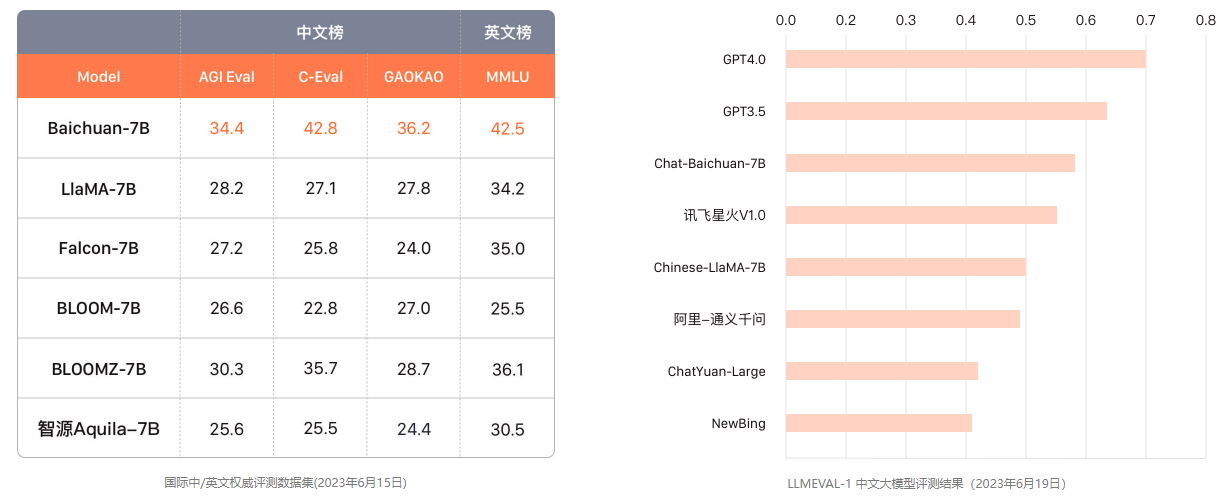 中文榜 英文榜
Model AGI Eval C-Eval GAOKAO MMLU
Baichuan-7B 34.4 42.8 36.2 42.5
LlaMA-7B 28.2 27.1 27.8 34.2
Falcon-7B 27.2 25.8 24.0 35.0
BLOOM-7B 26.6 22.8 27.0 25.5
BLOOMZ-7B 30.3 35.7 28.7 36.1
智源Aquila–7B 25.6 25.5 24.4 30.5
国际中/英文权威评测数据集(2023年6月15日)
0.0 0.2 0.3 0.4 0.5 0.6 0.7 0.8
GPT4.0
GPT3.5
Chat-Baichuan-7B
讯飞星火V1.0
Chinese-LlaMA-7B
阿里–通义千问
ChatYuan-Large
NewBing
LLMEVAL-1 中文大模型评测结果（2023年6月19日）